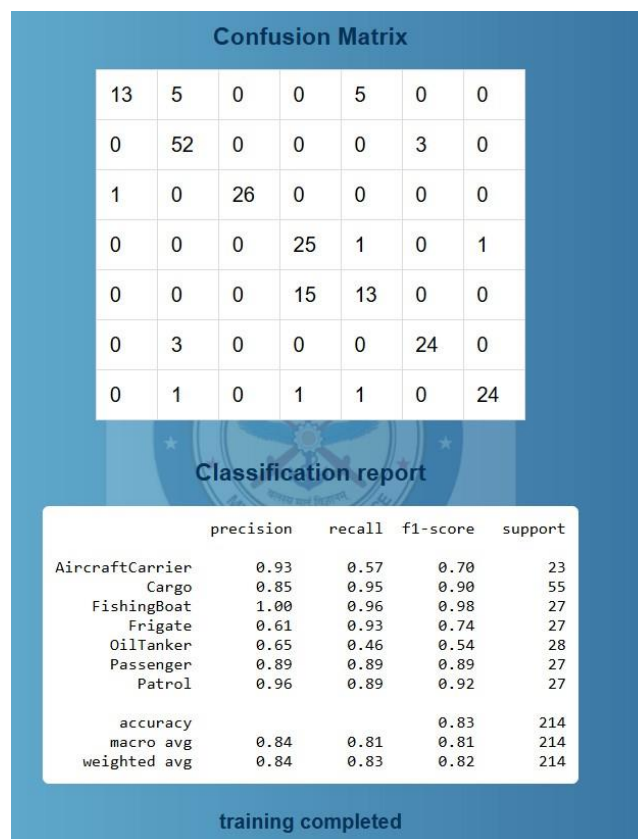 Confusion Matrix
13 5 0 0 5 0 0
0 52 0 0 0 3 0
1 0 26 0 0 0 0
0 0 0 25 1 0 1
0 0 0 15 13 0 0
0 3 0 0 0 24 0
0 1 0 1 1 0 24
Classification report
precision recall f1-score support
AircraftCarrier 0.93 0.57 0.70 23
Cargo 0.85 0.95 0.90 55
FishingBoat 1.00 0.96 0.98 27
Frigate 0.61 0.93 0.74 27
OilTanker 0.65 0.46 0.54 28
Passenger 0.89 0.89 0.89 27
Patrol 0.96 0.89 0.92 27
accuracy 0.83 214
macro avg 0.84 0.81 0.81 214
weighted avg 0.84 0.83 0.82 214
training completed